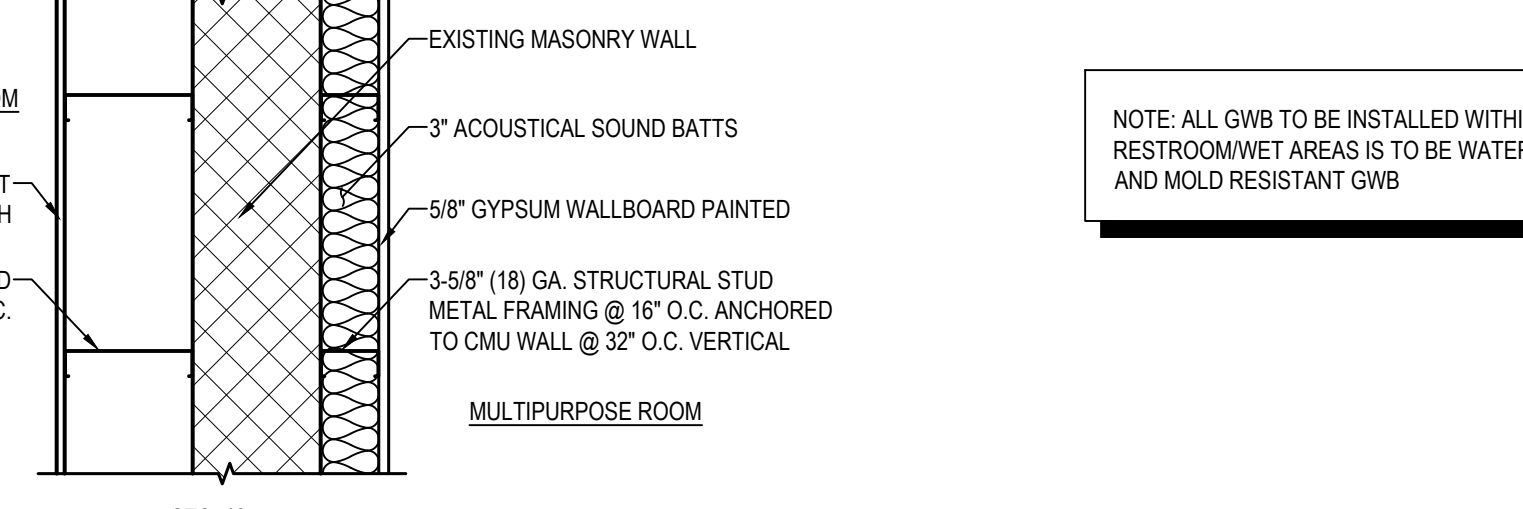 EXISTING MASONRY WALL
3" ACOUSTICAL SOUND BATTS
5/8" GYPSUM WALLBOARD PAINTED
3-5/8" (18) GA. STRUCTURAL STUD
METAL FRAMING @ 16" O.C. ANCHORED
TO CMU WALL @ 32" O.C. VERTICAL
MULTIPURPOSE ROOM
NOTE: ALL GWB TO BE INSTALLED
RESTROOM/WET AREAS IS TO BE
AND MOLD RESISTANT GWB